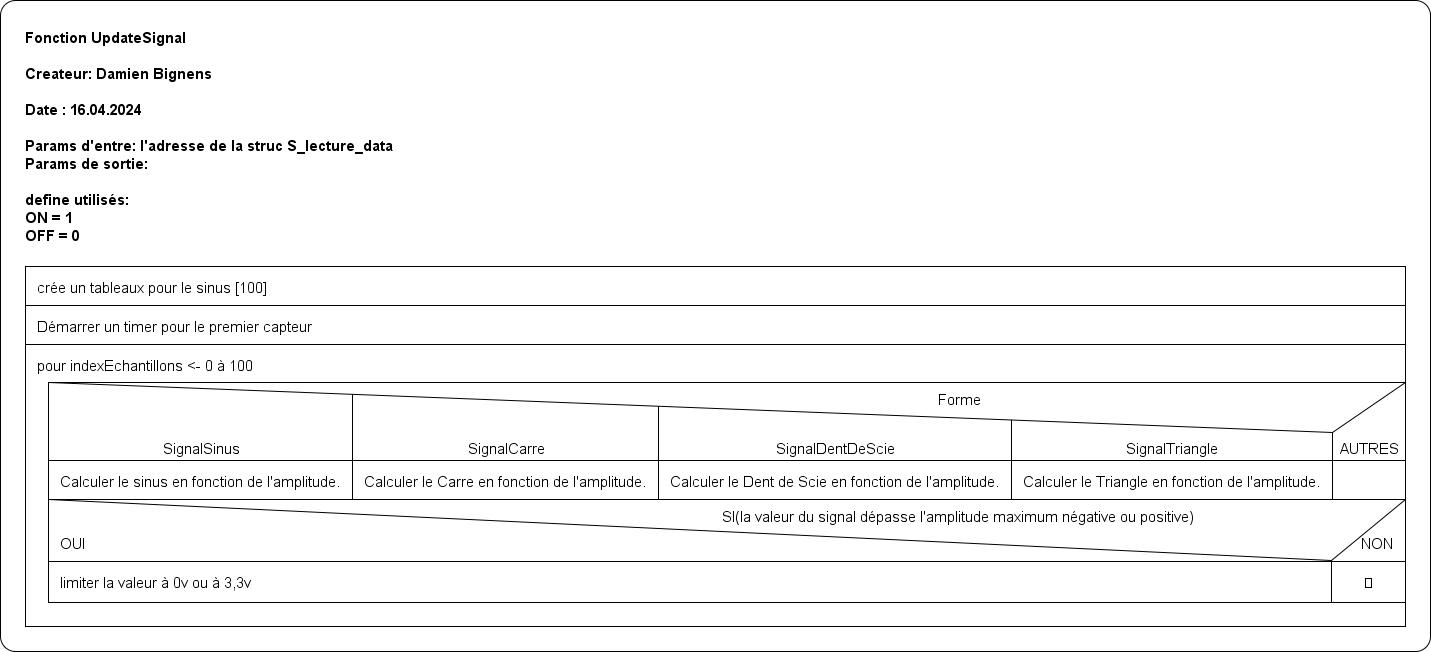 Fonction UpdateSignal
Createur: Damien Bignens
Date : 16.04.2024
Params d'entre: l'adresse de la struc S_lecture_data
Params de sortie:
define utilisés:
ON = 1
OFF = 0
crée un tableaux pour le sinus [100]
Démarrer un timer pour le premier capteur
pour indexEchantillons <- 0 à 100
Forme
SignalSinus SignalCarre SignalDentDeScie SignalTriangle AUTRES
Calculer le sinus en fonction de l'amplitude. Calculer le Carre en fonction de l'amplitude. Calculer le Dent de Scie en fonction de l'amplitude. Calculer le Triangle en fonction de l'amplitude.
SI(la valeur du signal dépasse l'amplitude maximum négative ou positive)
OUI NON
limiter la valeur à 0v ou à 3,3v